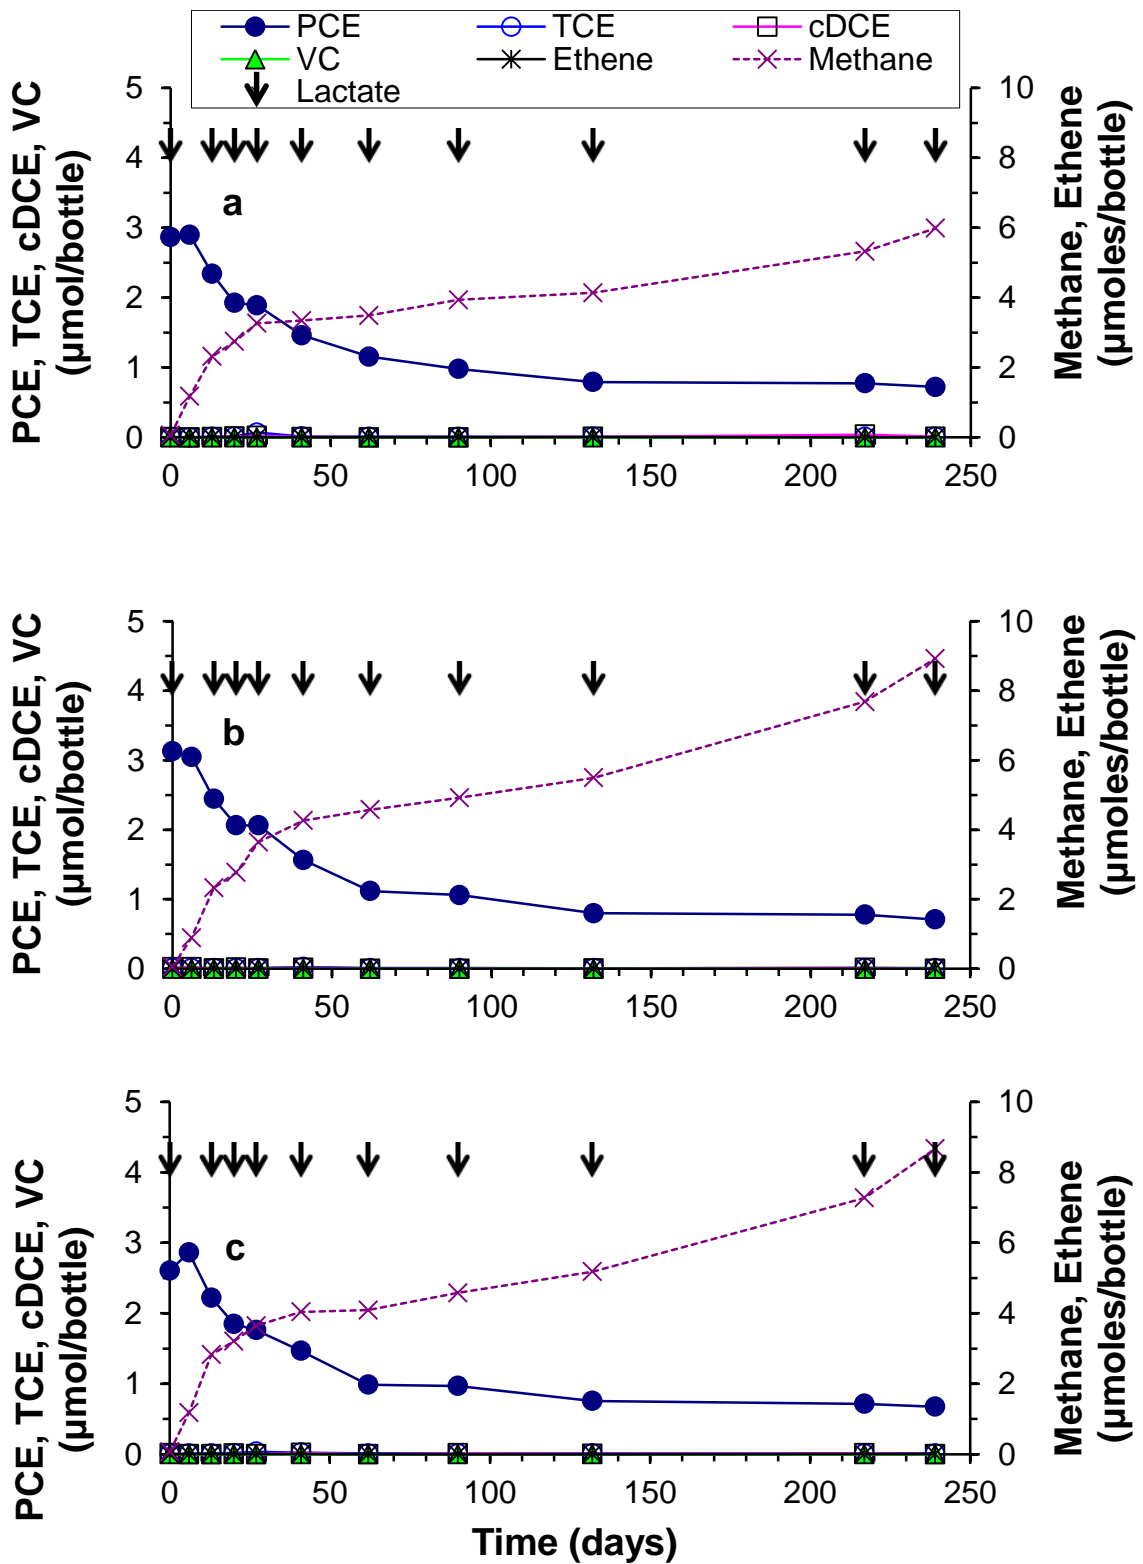 PCE TCE cDCE
VC Ethene Methane
Lactate
PCE, TCE, cDCE, VC
(µmol/bottle)
5
4
3
2
1
0
a
10
8
6
4
2
0
Methane, Ethene
(µmoles/bottle)
0 50 100 150 200 250
PCE, TCE, cDCE, VC
(µmol/bottle)
5
4
3
2
1
0
b
10
8
6
4
2
0
Methane, Ethene
(µmoles/bottle)
0 50 100 150 200 250
PCE, TCE, cDCE, VC
(µmol/bottle)
5
4
3
2
1
0
c
10
8
6
4
2
0
Methane, Ethene
(µmoles/bottle)
0 50 100 150 200 250
Time (days)